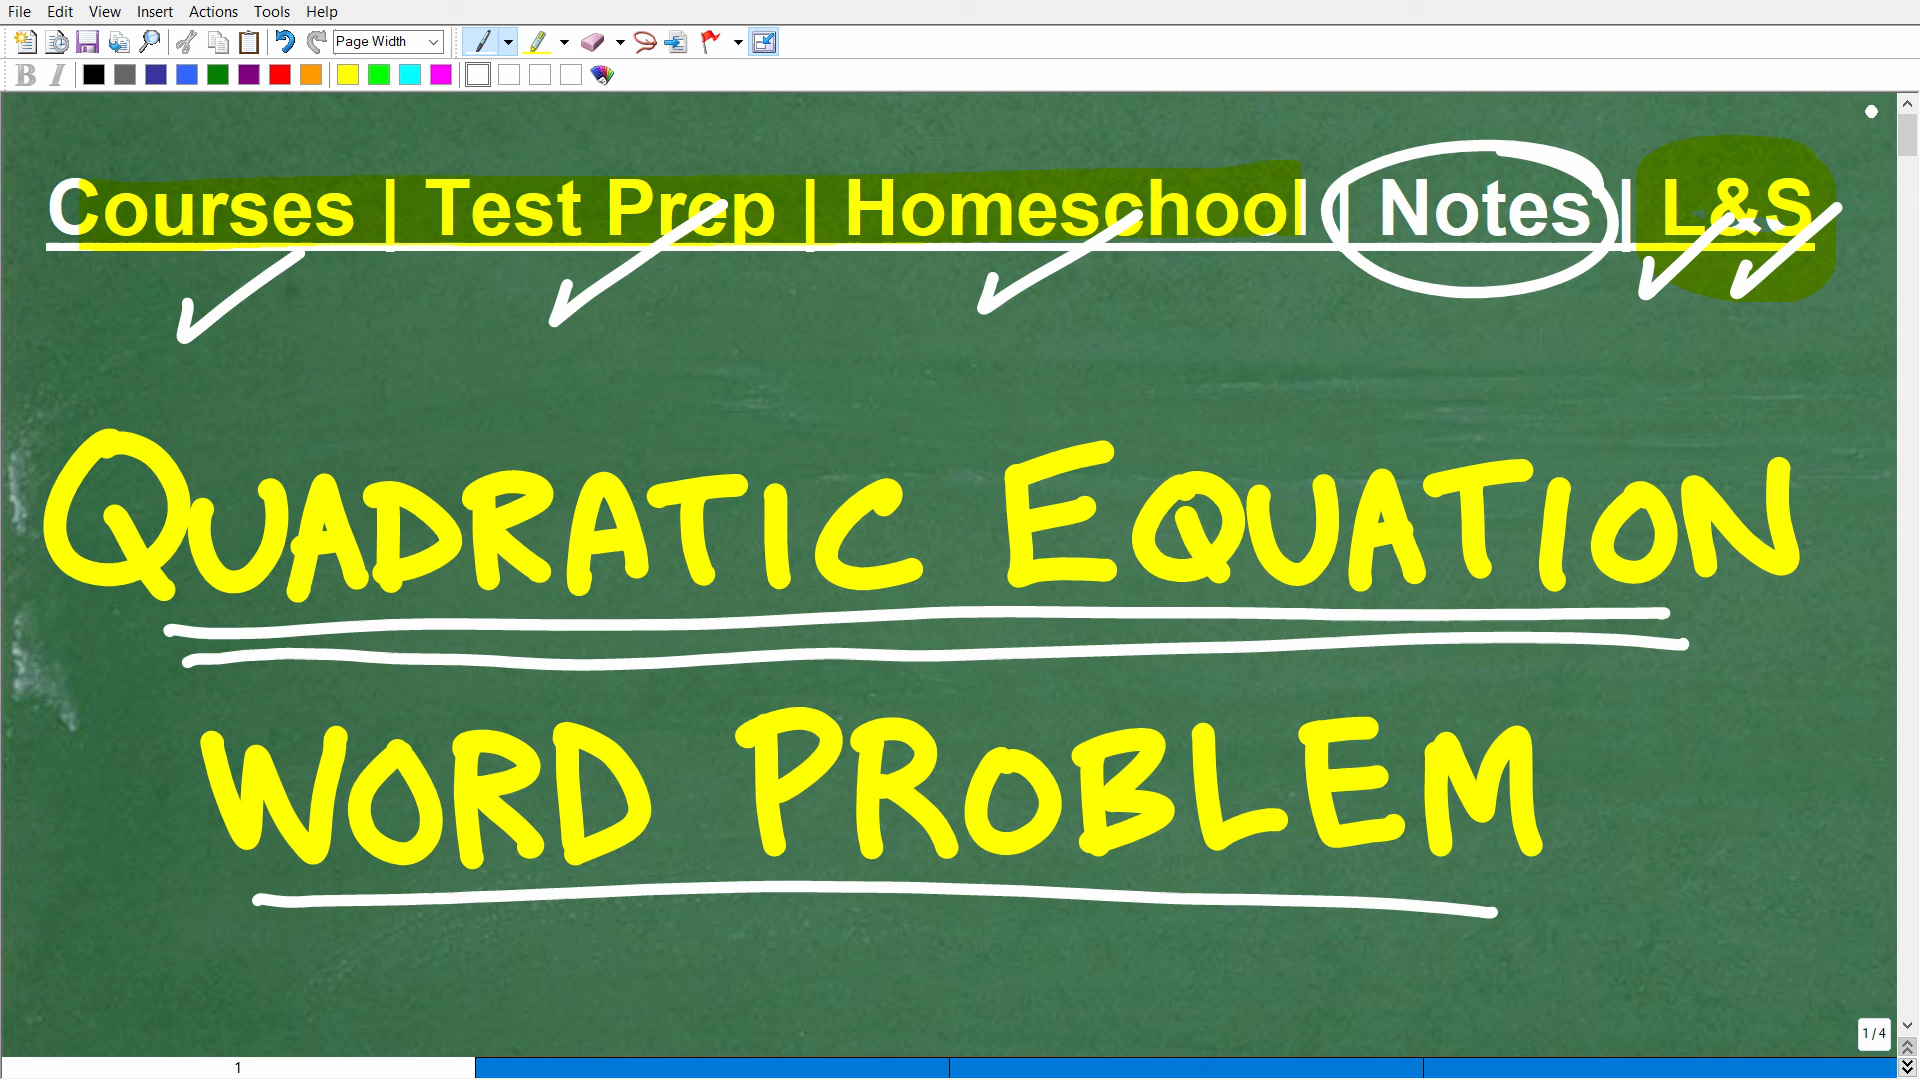 File Edit View Insert Actions Tools Help
Page Width
B I
Courses | Test Prep | Homeschool | Notes | L&S
QUADRATIC EQUATION
WORD PROBLEM
1 / 4
1